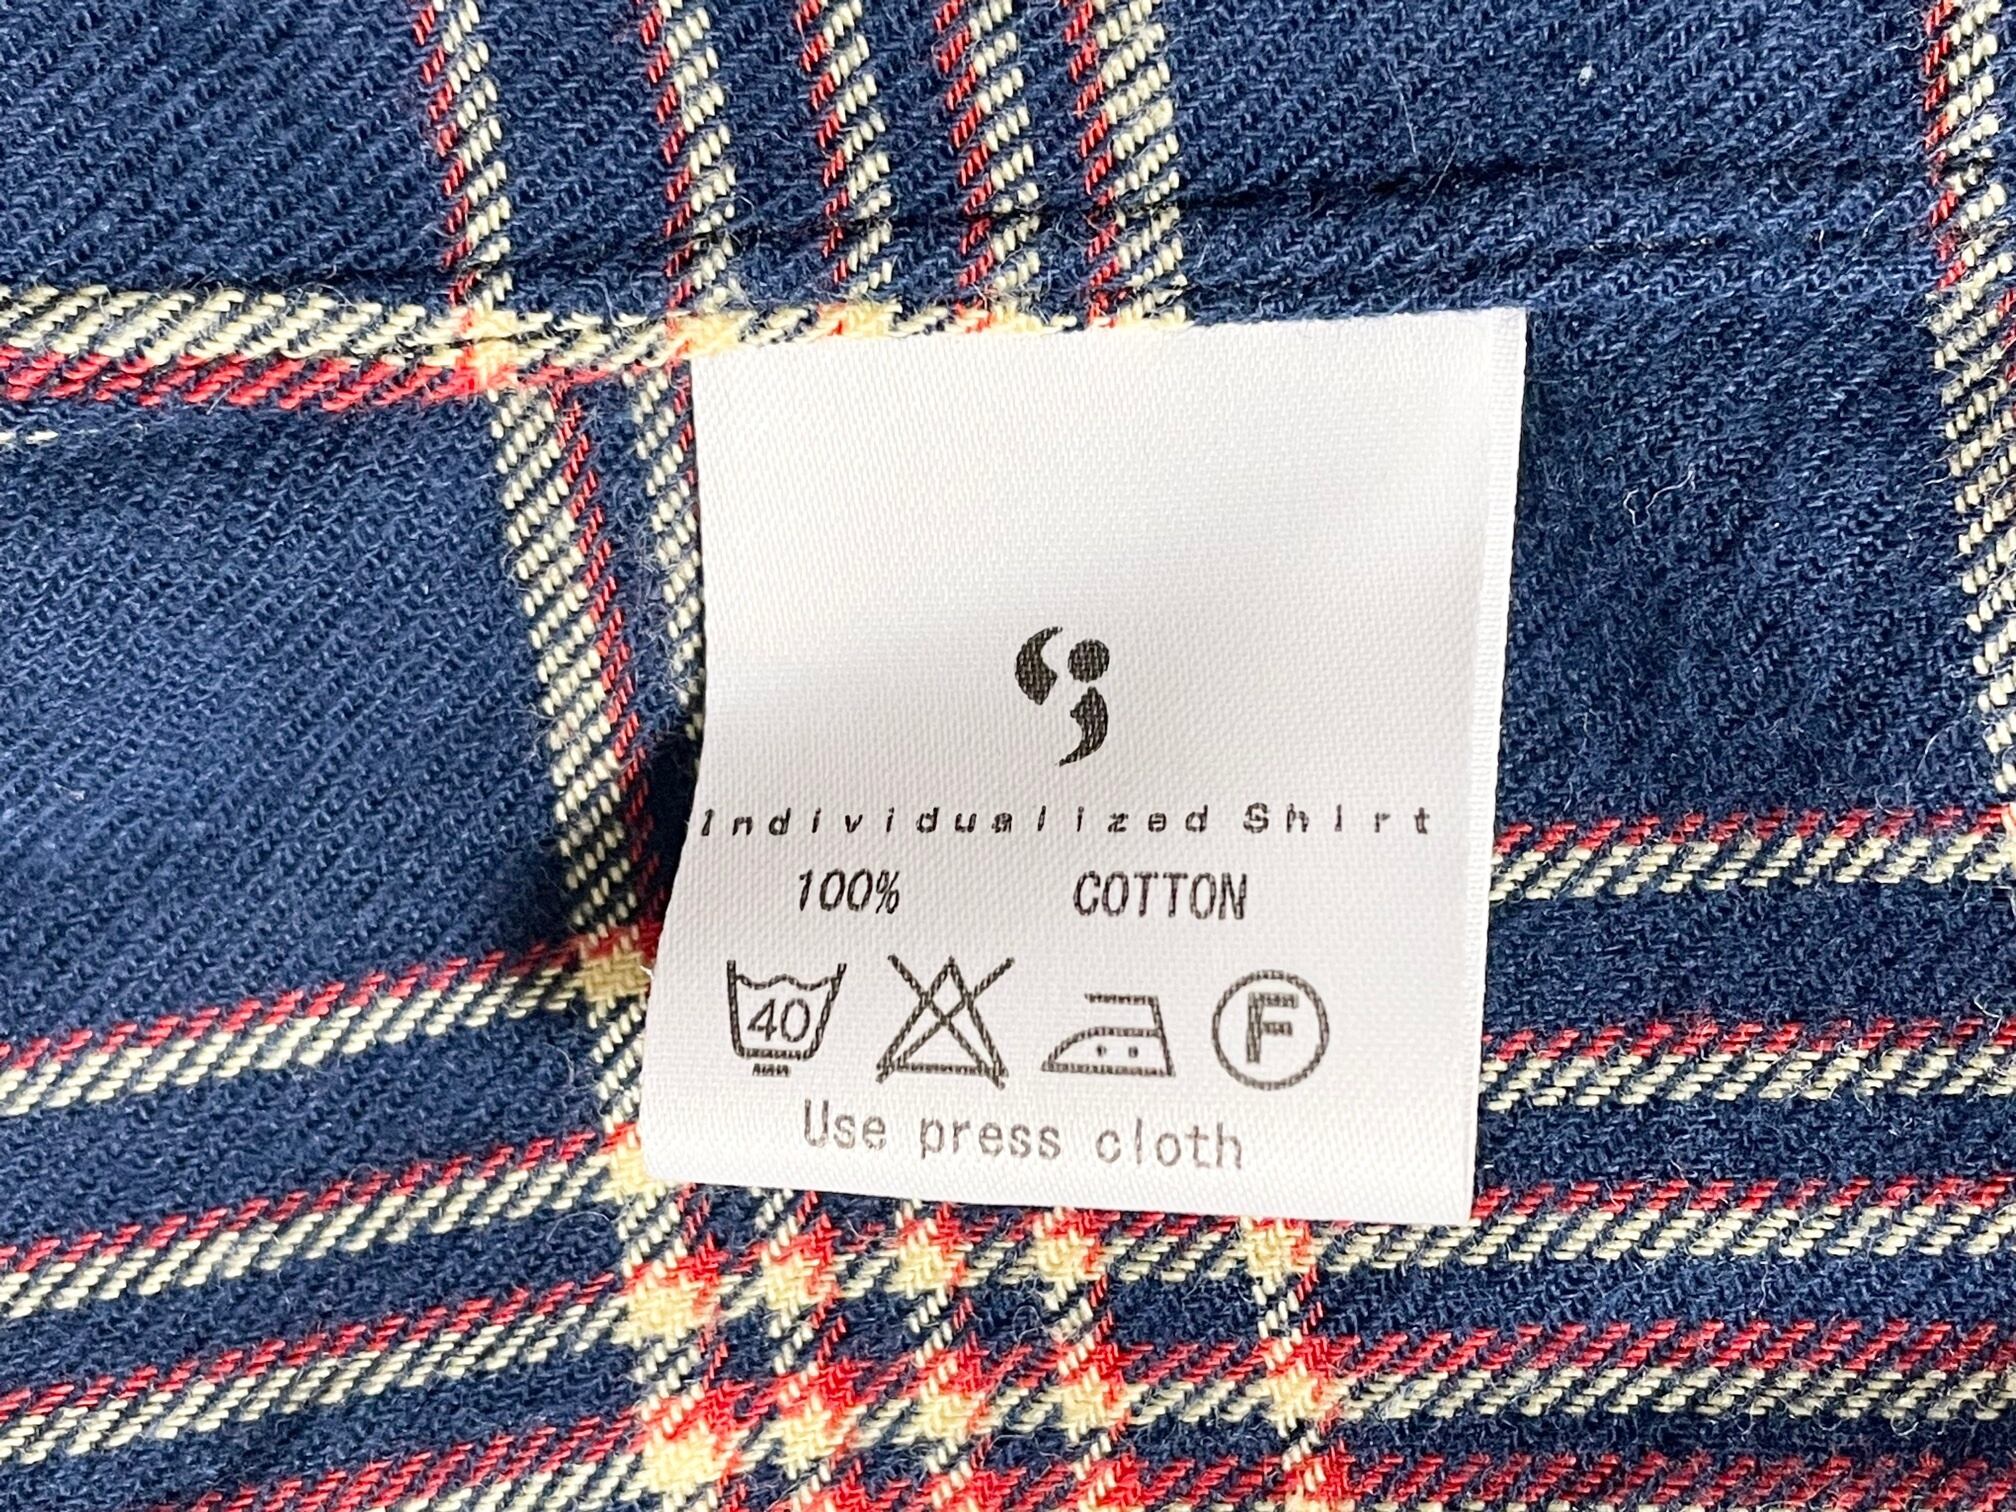 Individualized Shirt
100% COTTON
40 F
Use press cloth